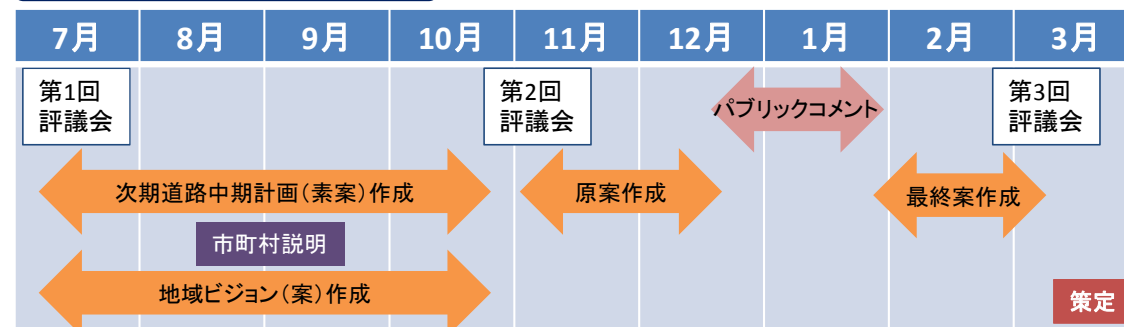 7月 8月 9月 10月 11月 12月 1月 2月 3月
第1回
評議会
第2回
評議会
パブリックコメント
第3回
評議会
次期道路中期計画(素案)作成
原案作成
最終案作成
市町村説明
地域ビジョン(案)作成
策定